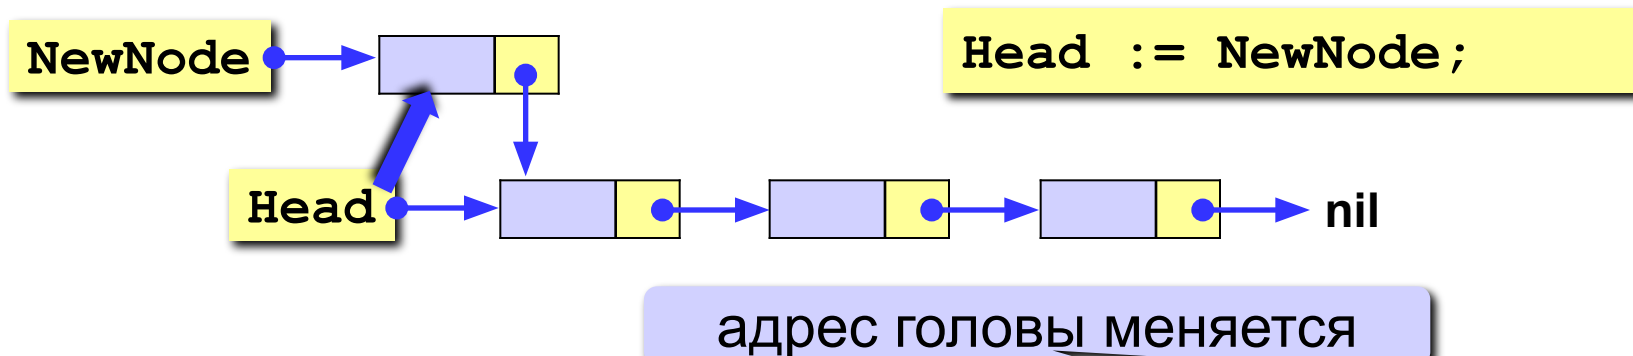 NewNode
Head := NewNode;
Head
nil
адрес головы меняется